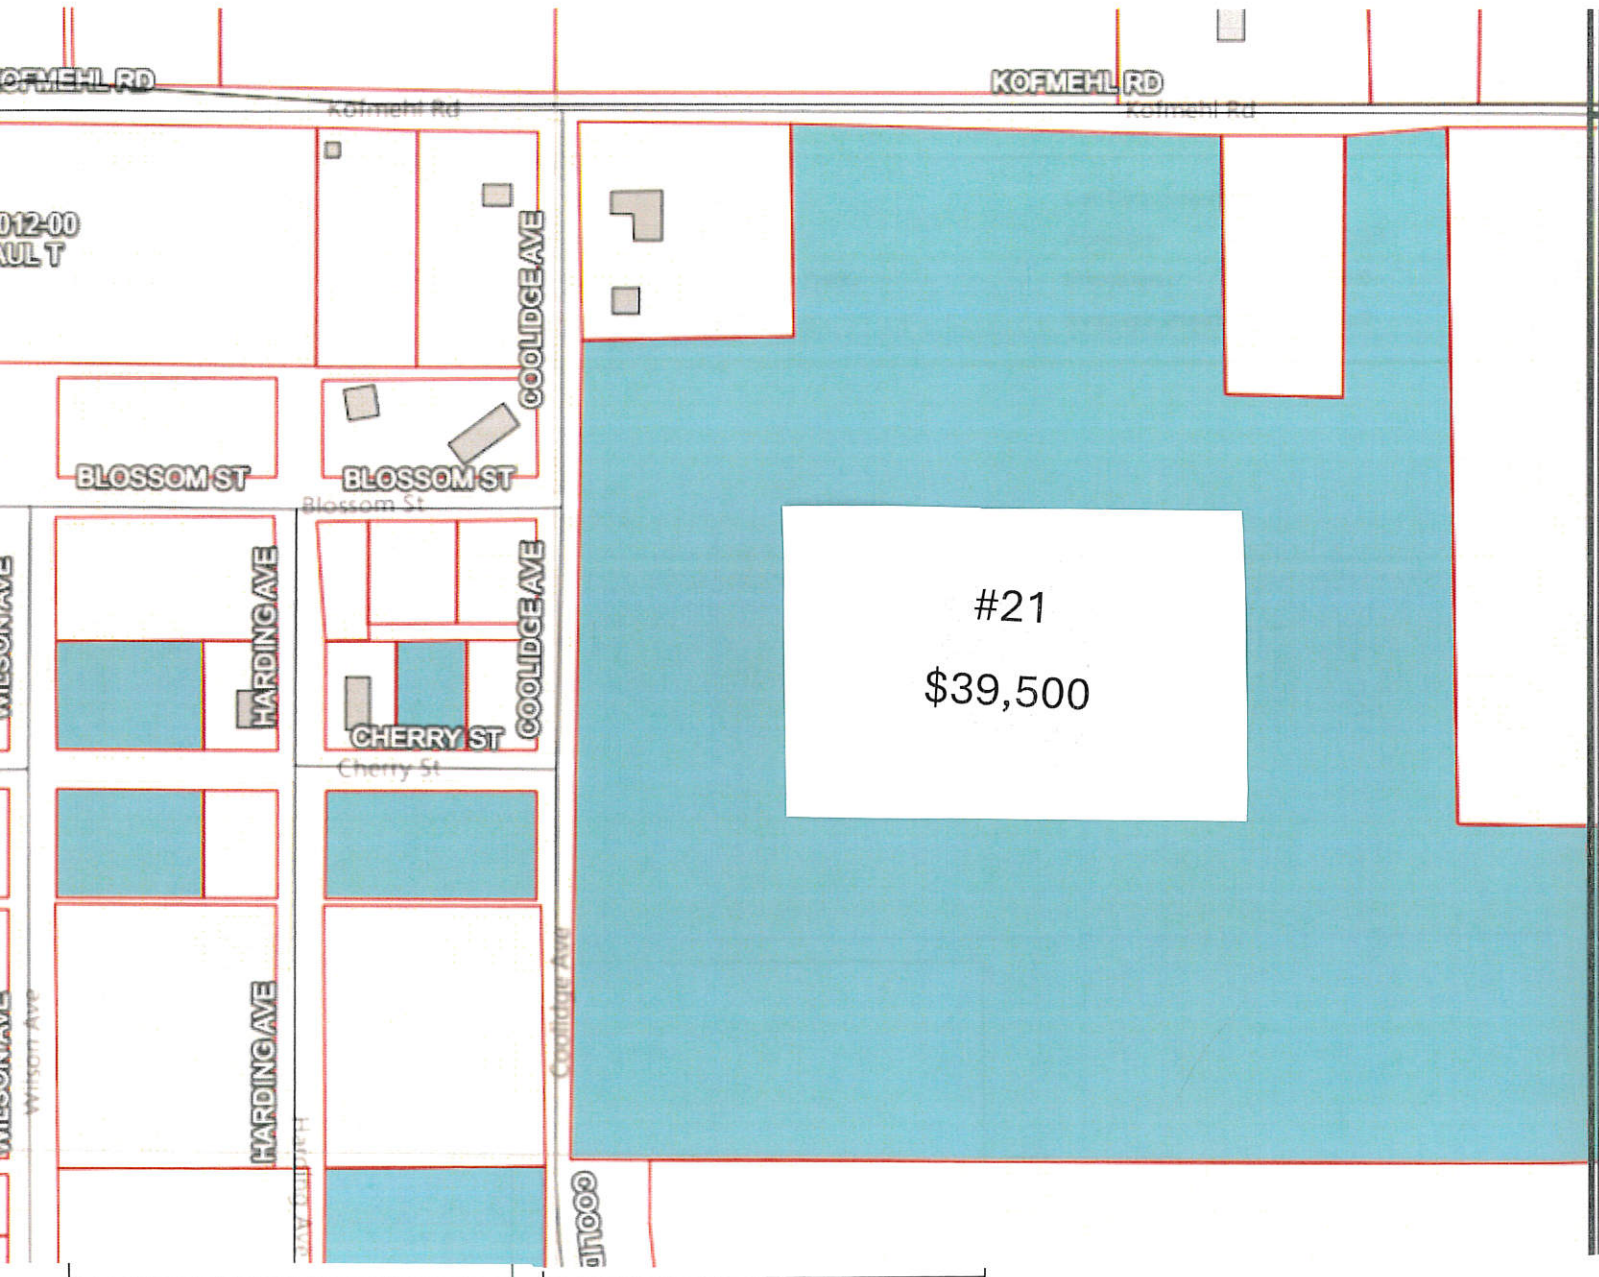 OFMEHL RD
KOFMEHL RD
Kofmehl Rd
Kofmehl Rd
012-00
AUL T
COOLIDGE AVE
BLOSSOM ST
BLOSSOM ST
Blossom St
WILSON AVE
HARDING AVE
COOLIDGE AVE
#21
$39,500
CHERRY ST
Cherry St
Coolidge Ave
WILSON AVE
Wilson Ave
HARDING AVE
Harding Ave
COOLID